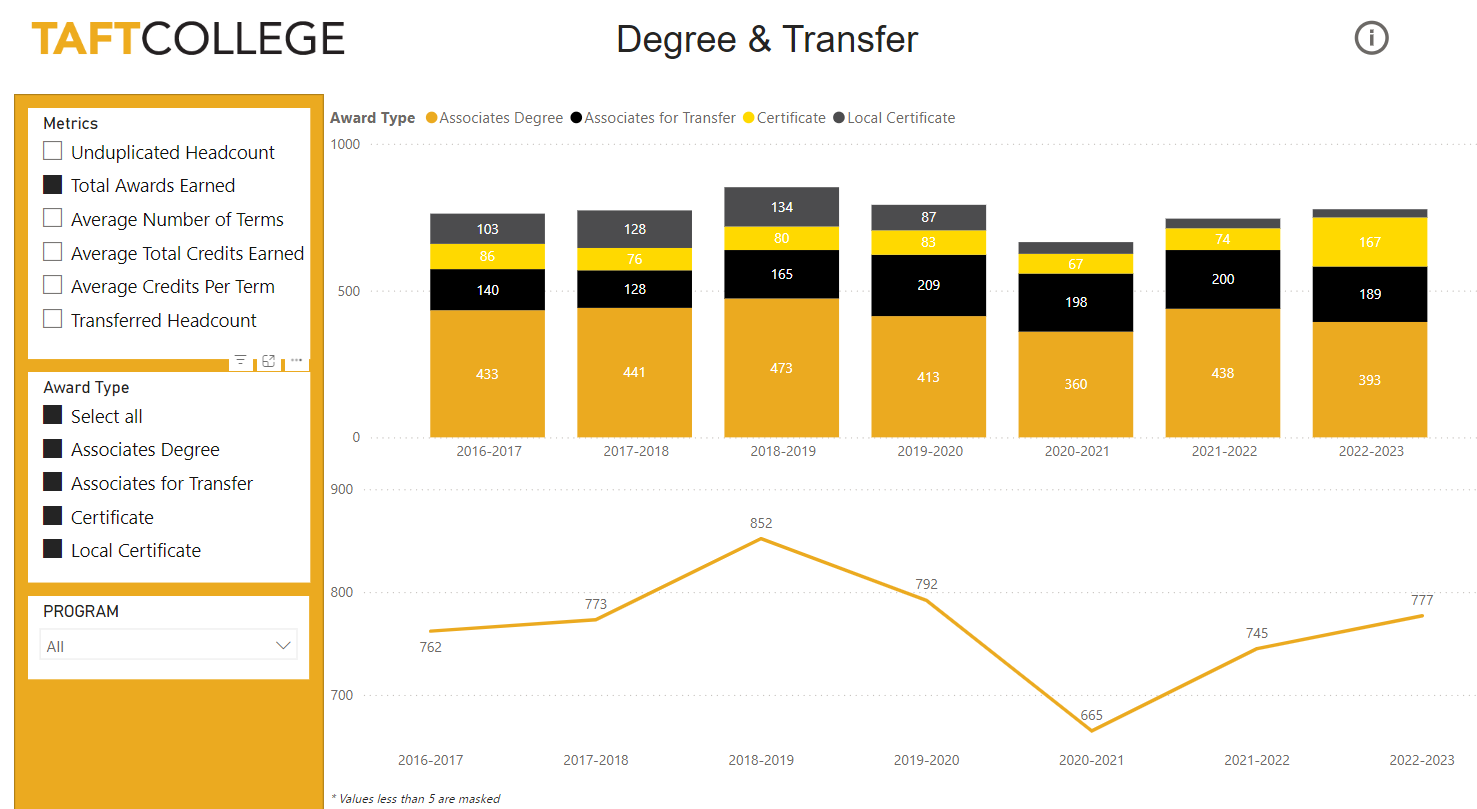 TAFTCOLLEGE
Degree & Transfer
Metrics
Unduplicated Headcount
Total Awards Earned
Average Number of Terms
Average Total Credits Earned
Average Credits Per Term
Transferred Headcount
Award Type
Select all
Associates Degree
Associates for Transfer
Certificate
Local Certificate
PROGRAM
All
Award Type Associates Degree Associates for Transfer Certificate Local Certificate
1000
500
0
103 128 134 87
86 76 80 83 67 74 167
140 128 165 209 198 200 189
433 441 473 413 360 438 393
2016-2017 2017-2018 2018-2019 2019-2020 2020-2021 2021-2022 2022-2023
900
800
700
762 773 852 792 665 745 777
2016-2017 2017-2018 2018-2019 2019-2020 2020-2021 2021-2022 2022-2023
* Values less than 5 are masked